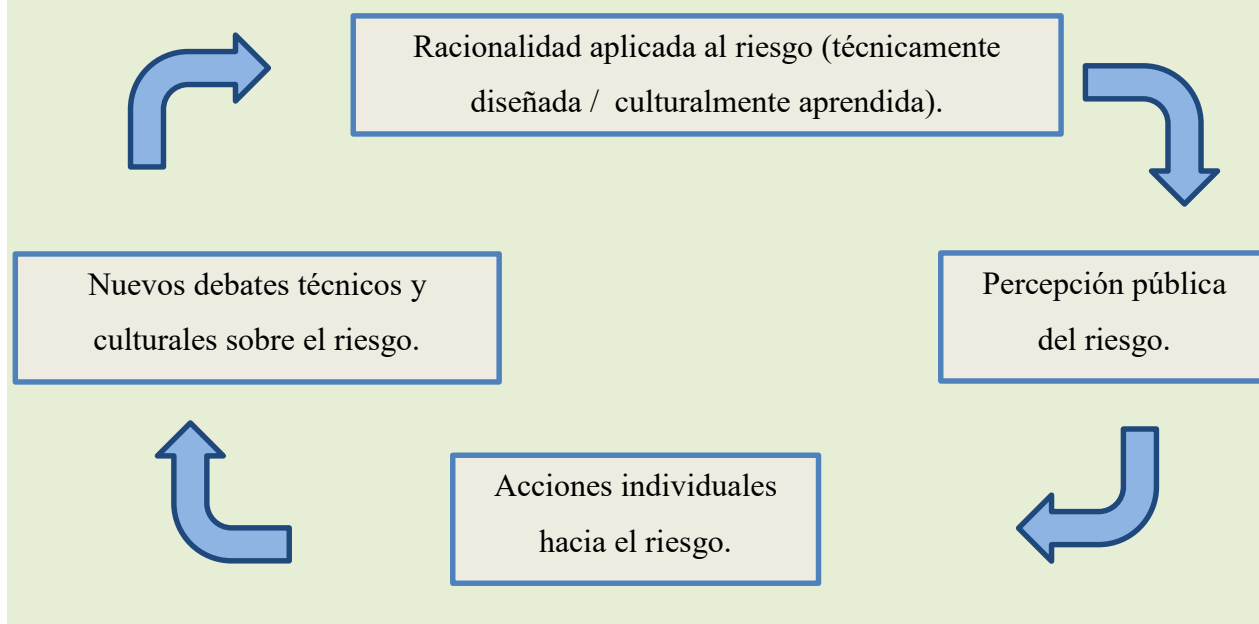 Racionalidad aplicada al riesgo (técnicamente
diseñada / culturalmente aprendida).
Nuevos debates técnicos y
culturales sobre el riesgo.
Percepción pública
del riesgo.
Acciones individuales
hacia el riesgo.